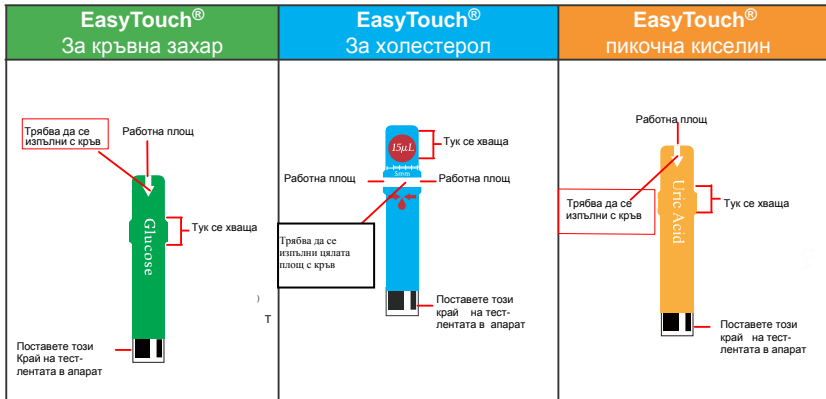 EasyTouch®
За кръвна захар
EasyTouch®
За холестерол
EasyTouch®
пикочна киселин
Трябва да се
изпълни с кръв
Работна площ
Glucose
Тук се хваща
)
Т
Поставете този
Край на тест-
лентата в апарат
15µL
5mm
Тук се хваща
Работна площ
Работна площ
Трябва да се
изпълни цялата
площ с кръв
Поставете този
край на тест-
лентата в апарат
Работна площ
Трябва да се
изпълни с кръв
Uric Acid
Тук се хваща
Поставете този
край на тест-
лентата в апарат